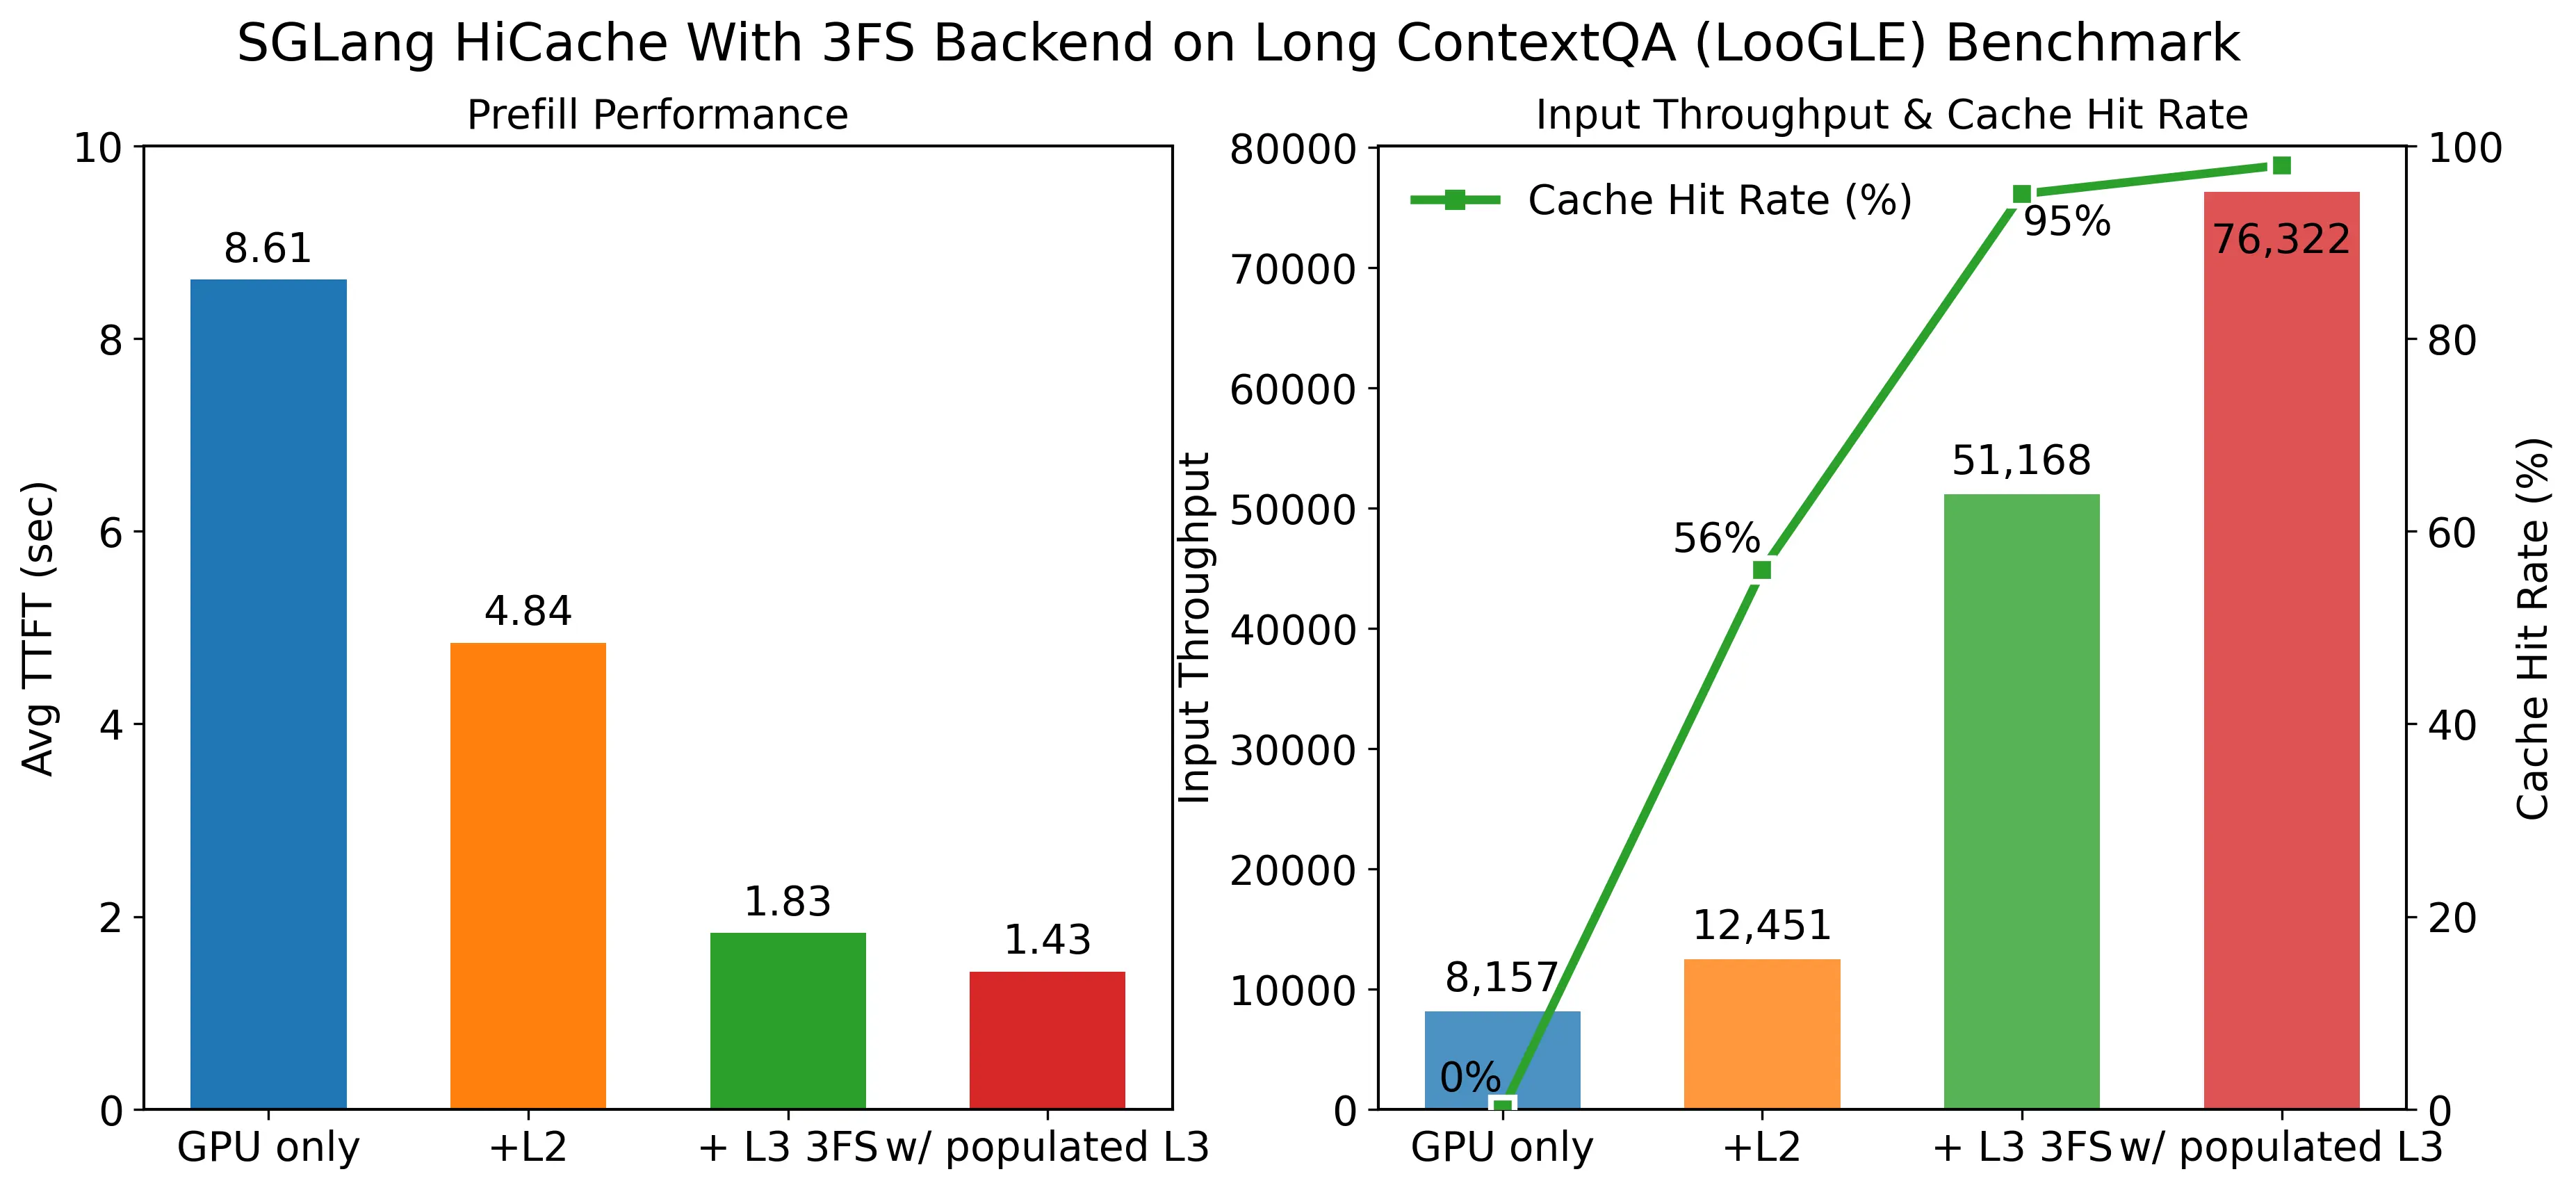 SGLang HiCache With 3FS Backend on Long ContextQA (LooGLE) Benchmark
Prefill Performance
Avg TTFT (sec)
10
8
6
4
2
0
8.61
4.84
1.83
1.43
GPU only
+L2
+ L3 3FS
w/ populated L3
Input Throughput & Cache Hit Rate
Input Throughput
80000
70000
60000
50000
40000
30000
20000
10000
0
Cache Hit Rate (%)
8,157
12,451
51,168
76,322
0%
56%
95%
100
80
60
40
20
0
Cache Hit Rate (%)
GPU only
+L2
+ L3 3FS
w/ populated L3